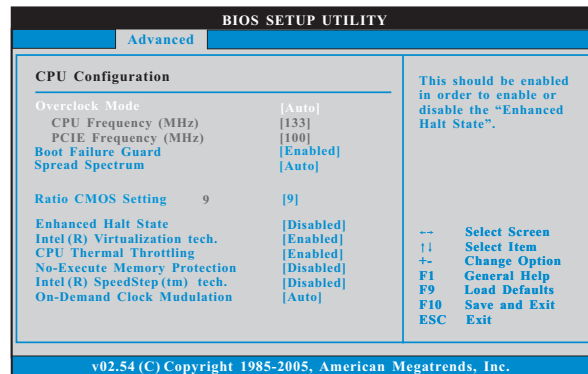 BIOS SETUP UTILITY
Advanced
CPU Configuration
Overclock Mode [Auto]
CPU Frequency (MHz) [133]
PCIE Frequency (MHz) [100]
Boot Failure Guard [Enabled]
Spread Spectrum [Auto]
Ratio CMOS Setting 9 [9]
Enhanced Halt State [Disabled]
Intel(R) Virtualization tech. [Enabled]
CPU Thermal Throttling [Enabled]
No-Execute Memory Protection [Disabled]
Intel(R) SpeedStep(tm) tech. [Disabled]
On-Demand Clock Mudulation [Auto]
This should be enabled
in order to enable or
disable the “Enhanced
Halt State”.
←→ Select Screen
↑↓ Select Item
+- Change Option
F1 General Help
F9 Load Defaults
F10 Save and Exit
ESC Exit
v02.54 (C) Copyright 1985-2005, American Megatrends, Inc.